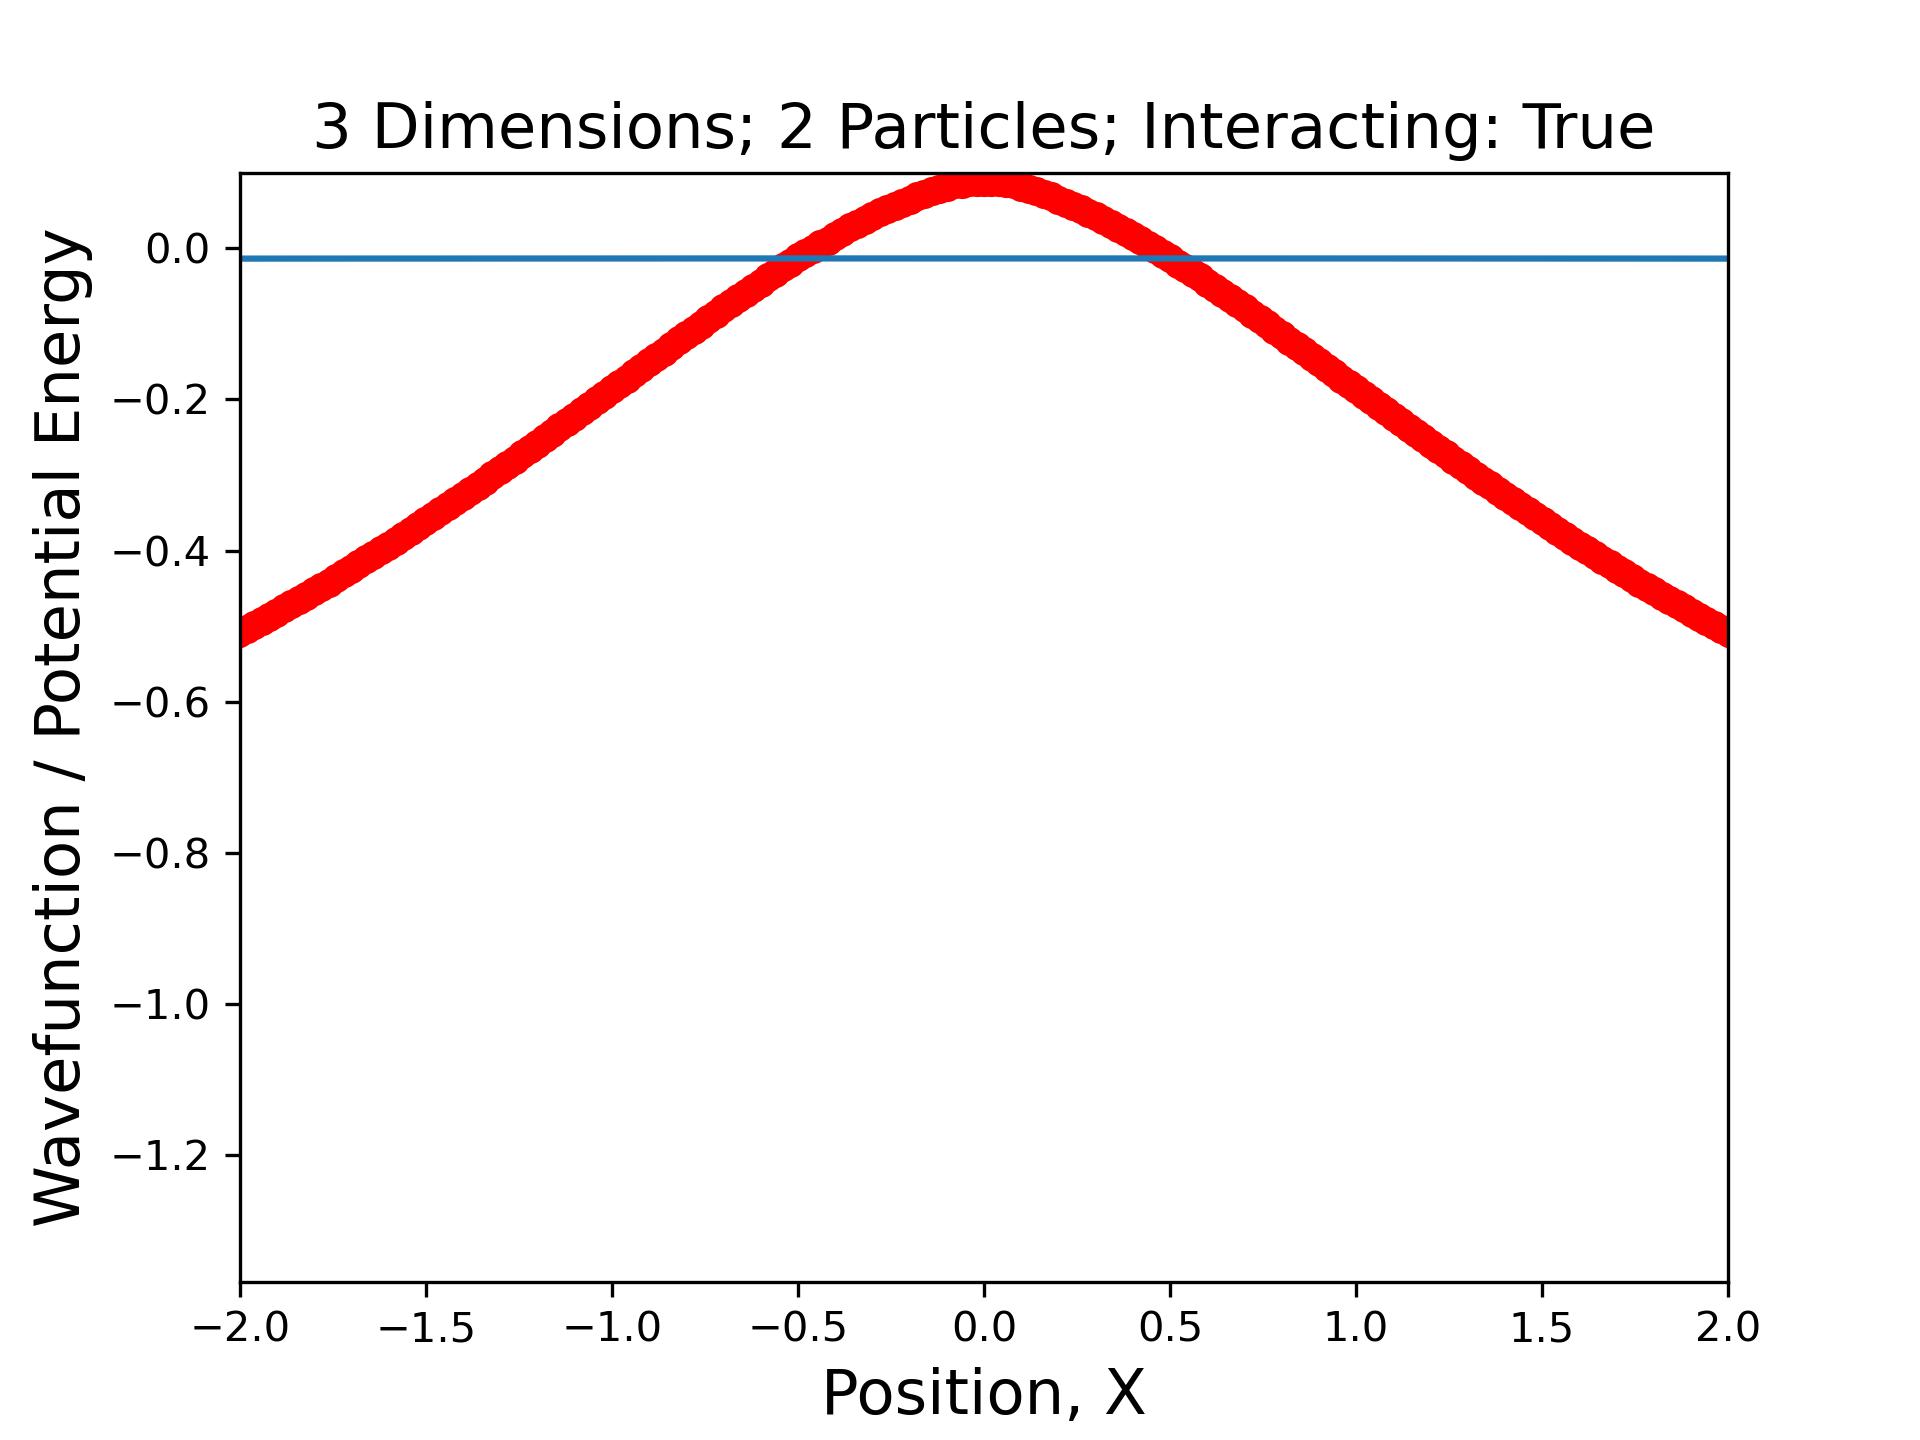 3 Dimensions; 2 Particles; Interacting: True
Wavefunction / Potential Energy
0.0
−0.2
−0.4
−0.6
−0.8
−1.0
−1.2
−2.0 −1.5 −1.0 −0.5 0.0 0.5 1.0 1.5 2.0
Position, X